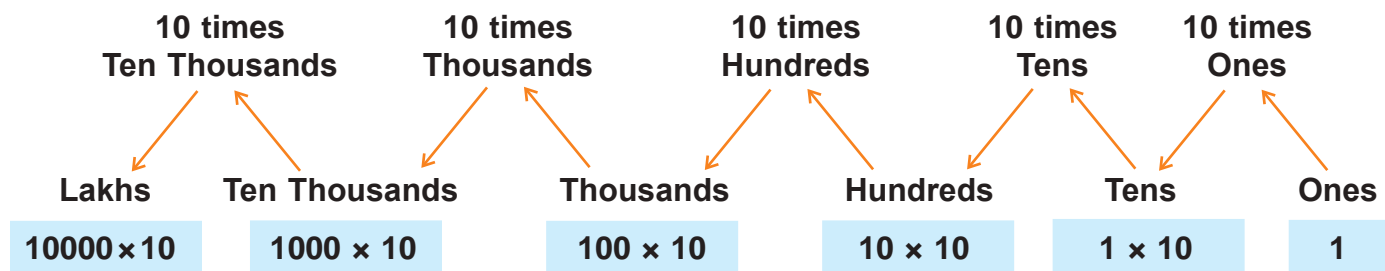 10 times 10 times 10 times 10 times 10 times
Ten Thousands Thousands Hundreds Tens Ones
Lakhs Ten Thousands Thousands Hundreds Tens Ones
10000 × 10 1000 × 10 100 × 10 10 × 10 1 × 10 1